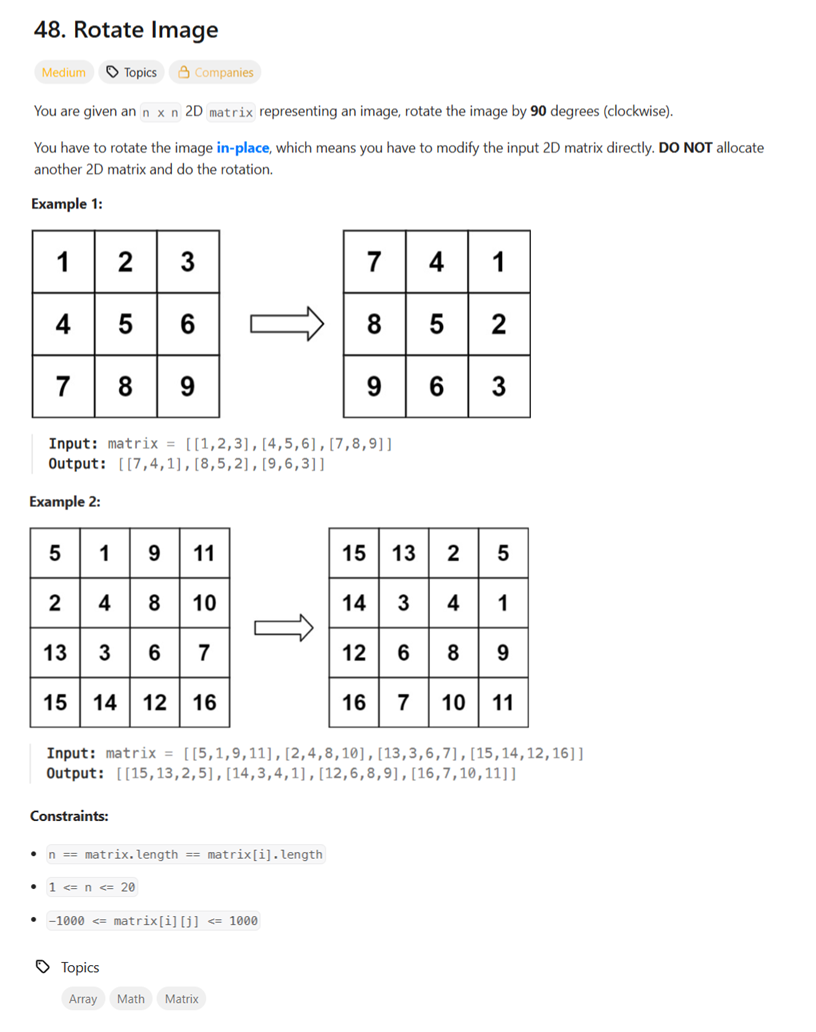 48. Rotate Image
Medium Topics Companies
You are given an n x n 2D matrix representing an image, rotate the image by 90 degrees (clockwise).
You have to rotate the image in-place, which means you have to modify the input 2D matrix directly. DO NOT allocate
another 2D matrix and do the rotation.
Example 1:
1 2 3 7 4 1
4 5 6 8 5 2
7 8 9 9 6 3
Input: matrix = [[1,2,3],[4,5,6],[7,8,9]]
Output: [[7,4,1],[8,5,2],[9,6,3]]
Example 2:
5 1 9 11 15 13 2 5
2 4 8 10 14 3 4 1
13 3 6 7 12 6 8 9
15 14 12 16 16 7 10 11
Input: matrix = [[5,1,9,11],[2,4,8,10],[13,3,6,7],[15,14,12,16]]
Output: [[15,13,2,5],[14,3,4,1],[12,6,8,9],[16,7,10,11]]
Constraints:
• n == matrix.length == matrix[i].length
• 1 <= n <= 20
• -1000 <= matrix[i][j] <= 1000
Topics
Array Math Matrix